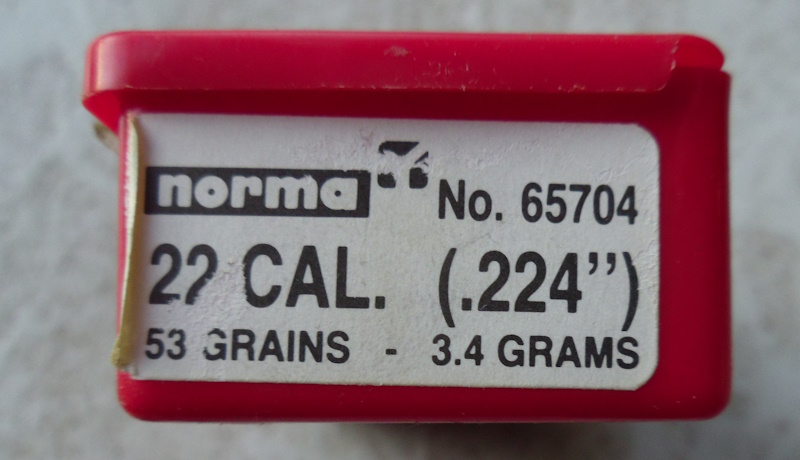 norma No. 65704
22 CAL. (.224")
53 GRAINS - 3.4 GRAMS